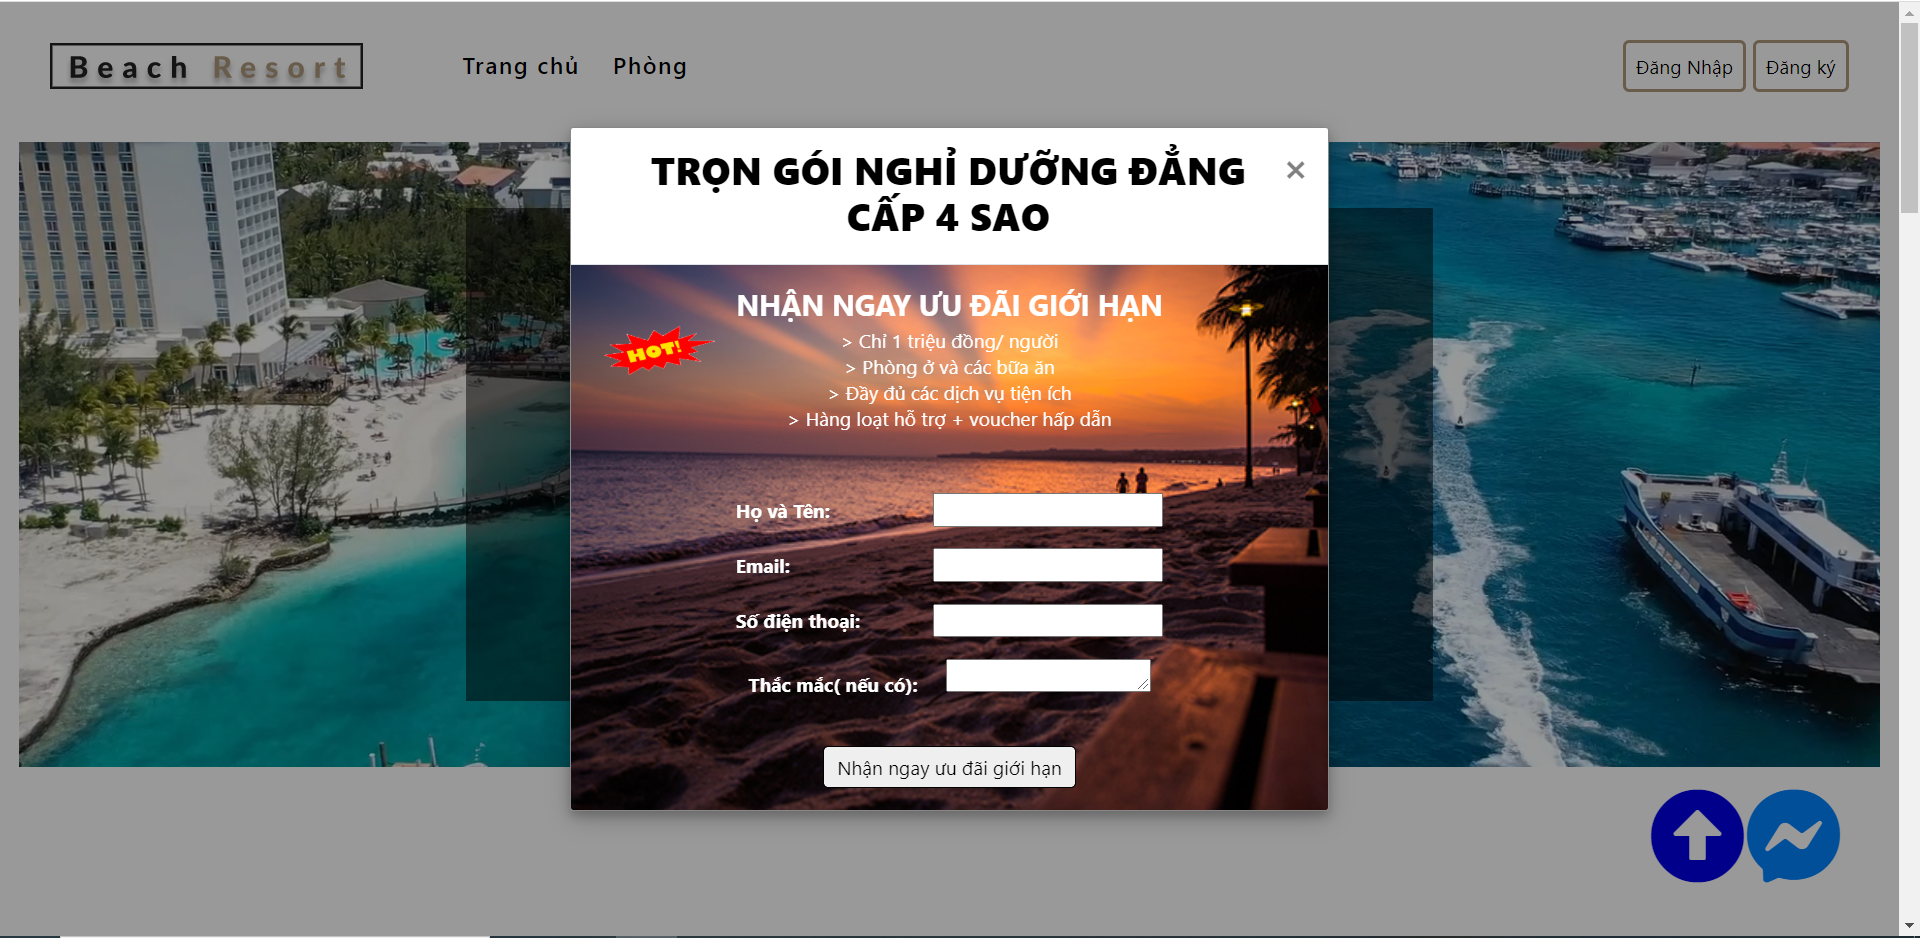 Beach Resort
Trang chủ
Phòng
Đăng Nhập
Đăng ký
TRỌN GÓI NGHỈ DƯỠNG ĐẲNG
CẤP 4 SAO
×
NHẬN NGAY ƯU ĐÃI GIỚI HẠN
HOT!
> Chỉ 1 triệu đồng/ người
> Phòng ở và các bữa ăn
> Đầy đủ các dịch vụ tiện ích
> Hàng loạt hỗ trợ + voucher hấp dẫn
Họ và Tên:
Email:
Số điện thoại:
Thắc mắc( nếu có):
Nhận ngay ưu đãi giới hạn